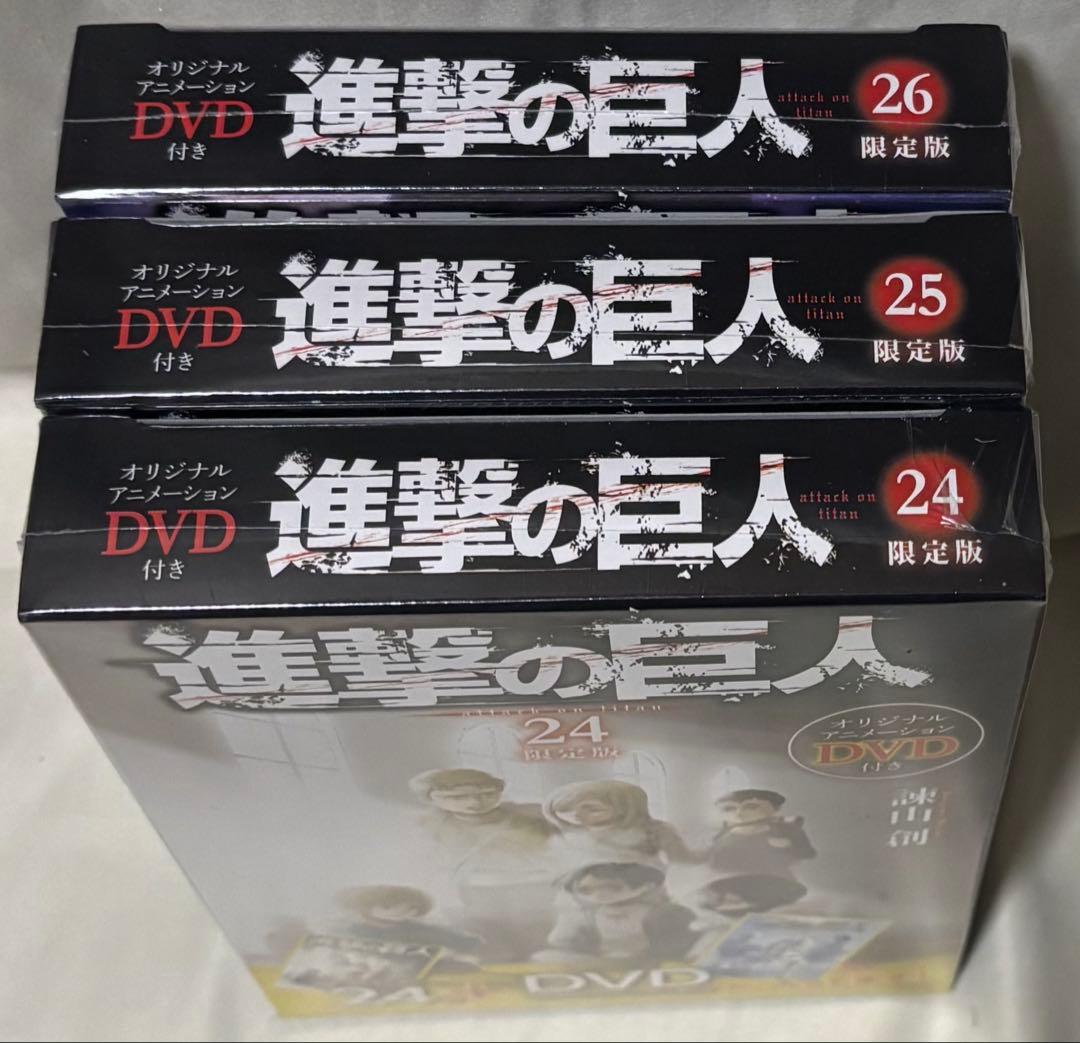 オリジナル
アニメーション
DVD
付き
進撃の巨人
attack on
titan
26
限定版
オリジナル
アニメーション
DVD
付き
進撃の巨人
attack on
titan
25
限定版
オリジナル
アニメーション
DVD
付き
進撃の巨人
attack on
titan
24
限定版
進撃の巨人
attack on titan
24
限定版
オリジナル
アニメーション
DVD
付き
諫山創
24
DVD